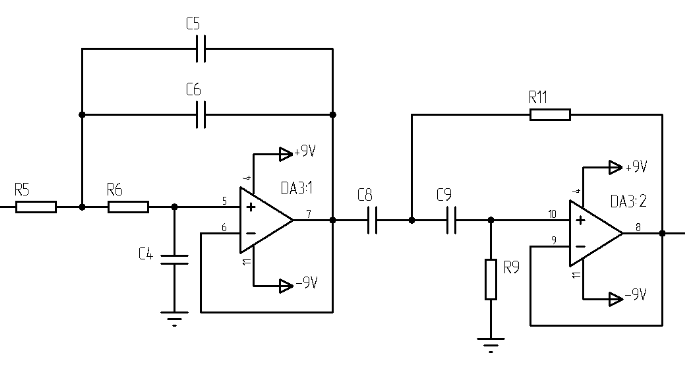 C5
C6
R11
+9V
+9V
4
4
DA3:1
DA3:2
R5
R6
5
C8
C9
10
+
+
7
8
6
9
−
−
C4
11
11
R9
-9V
-9V